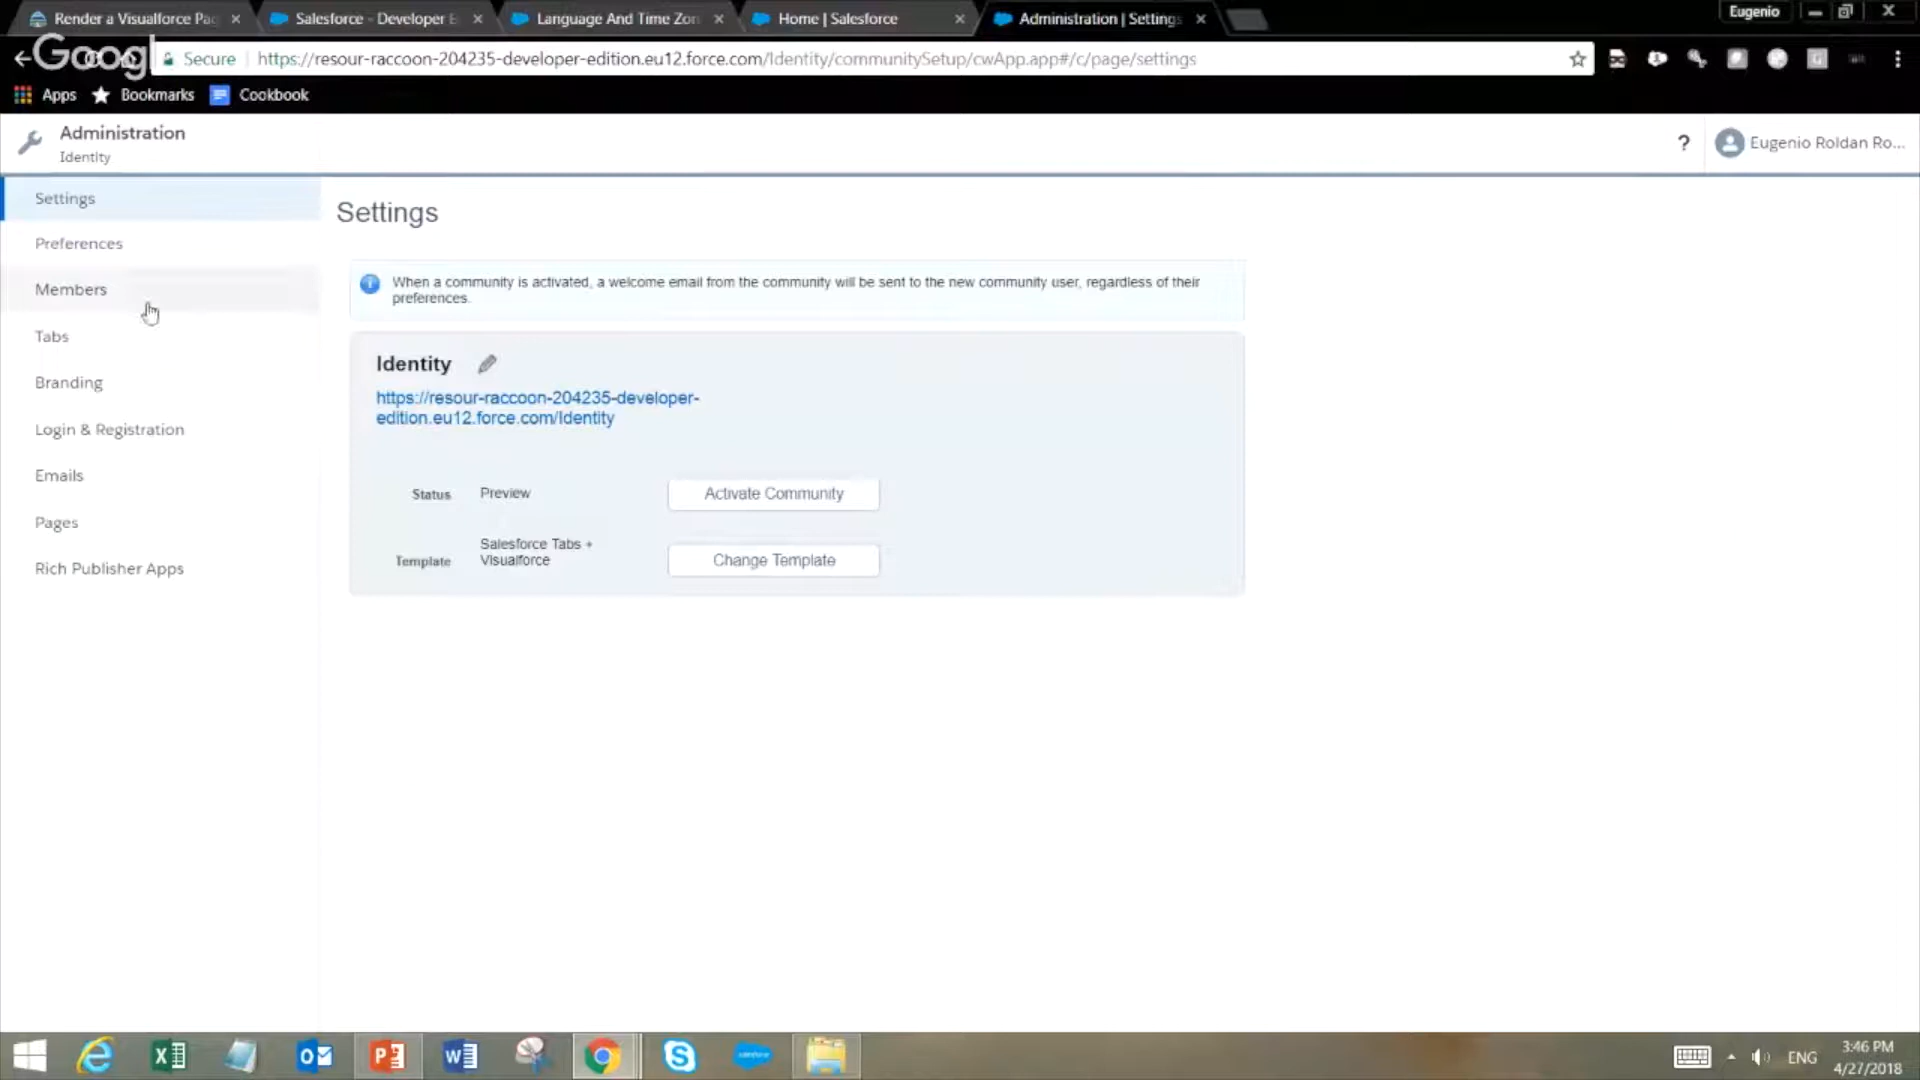 Render a Visualforce Pa
Salesforce - Developer E
Language And Time Zon
Home | Salesforce
Administration | Settings
Eugenio
Googl
Secure
https://resour-raccoon-204235-developer-edition.eu12.force.com/Identity/communitySetup/cwApp.app#/c/page/settings
Apps
Bookmarks
Cookbook
Administration
Identity
?
Eugenio Roldan Ro...
Settings
Preferences
Members
Tabs
Branding
Login & Registration
Emails
Pages
Rich Publisher Apps
Settings
When a community is activated, a welcome email from the community will be sent to the new community user, regardless of their
preferences.
Identity
https://resour-raccoon-204235-developer-
edition.eu12.force.com/Identity
Status
Preview
Activate Community
Template
Salesforce Tabs +
Visualforce
Change Template
ENG
3:46 PM
4/27/2018